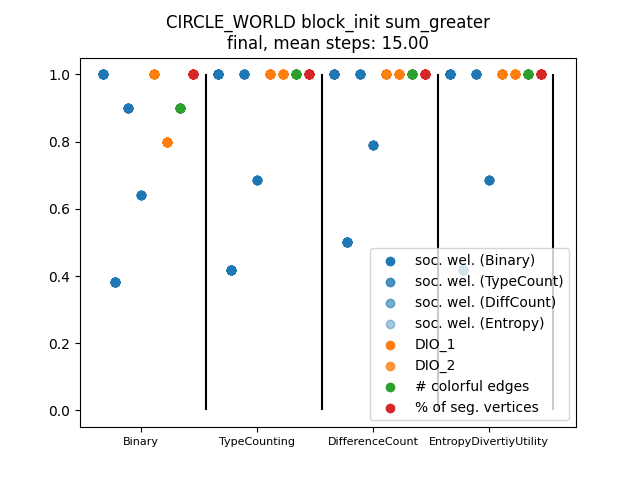 CIRCLE_WORLD block_init sum_greater
final, mean steps: 15.00
1.0
0.8
0.6
0.4
0.2
0.0
soc. wel. (Binary)
soc. wel. (TypeCount)
soc. wel. (DiffCount)
soc. wel. (Entropy)
DIO_1
DIO_2
# colorful edges
% of seg. vertices
Binary TypeCounting DifferenceCount EntropyDivertiyUtility